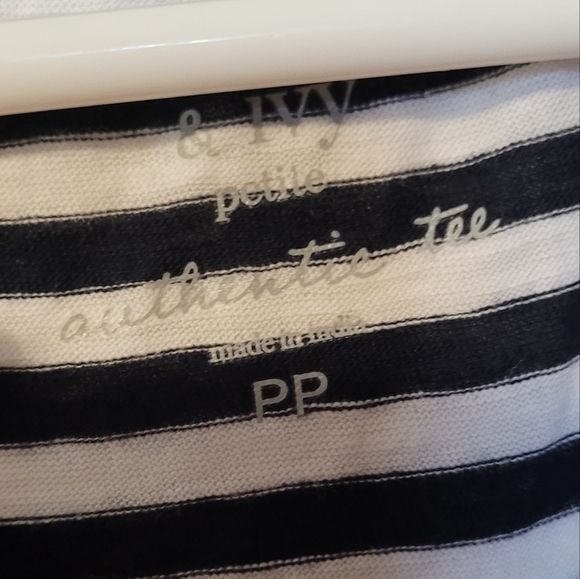 & IVY
petite
authentic tee
made in india
PP